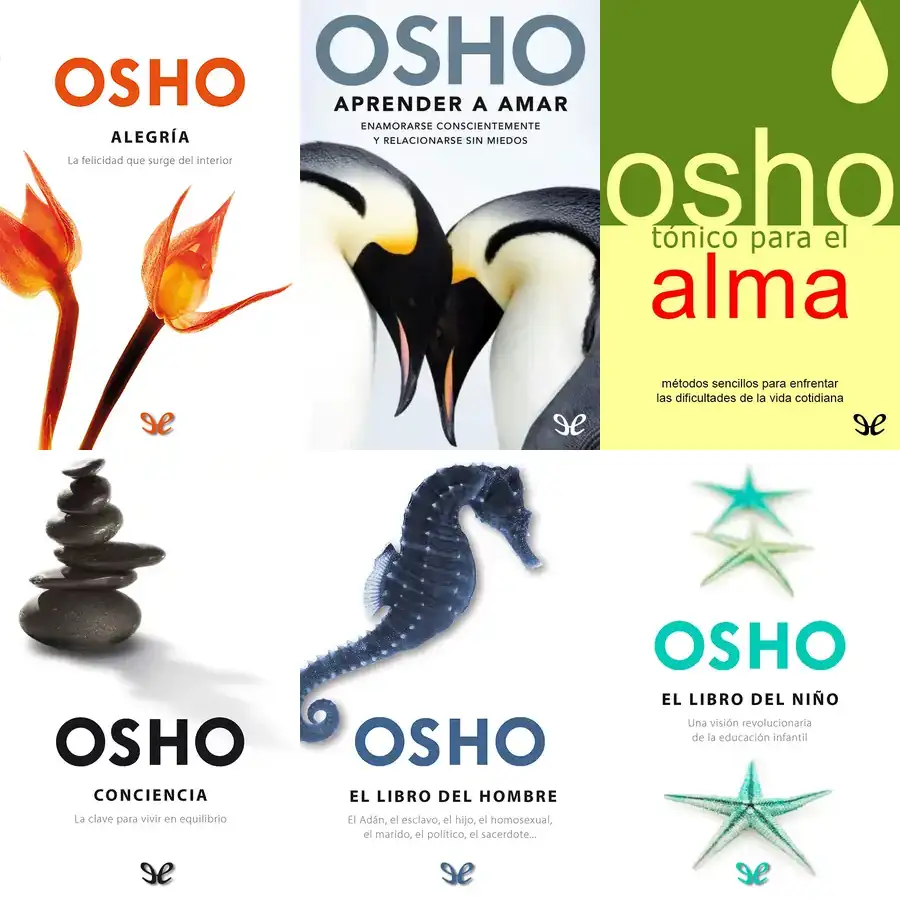 OSHO
ALEGRÍA
La felicidad que surge del interior
OSHO
APRENDER A AMAR
ENAMORARSE CONSCIENTEMENTE
Y RELACIONARSE SIN MIEDOS
osho
tónico para el
alma
métodos sencillos para enfrentar
las dificultades de la vida cotidiana
OSHO
CONCIENCIA
La clave para vivir en equilibrio
OSHO
EL LIBRO DEL HOMBRE
El Adán, el esclavo, el hijo, el homosexual,
el marido, el político, el sacerdote...
OSHO
EL LIBRO DEL NIÑO
Una visión revolucionaria
de la educación infantil